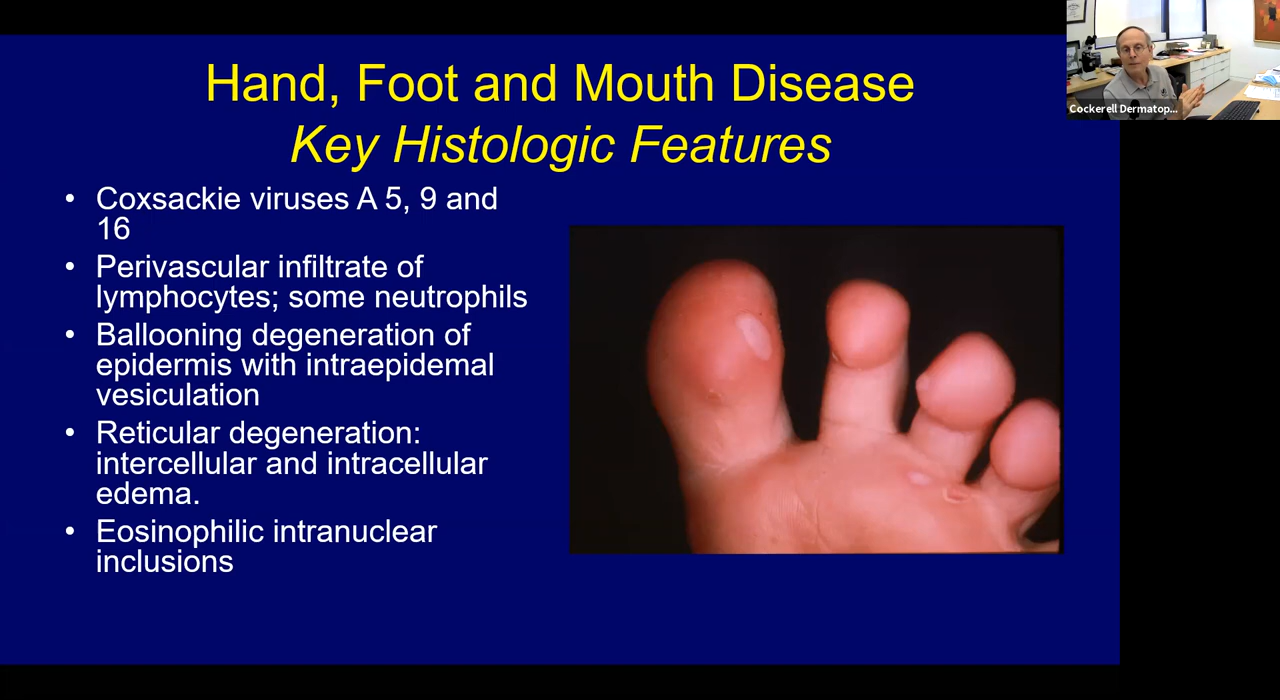 Hand, Foot and Mouth Disease
Key Histologic Features
• Coxsackie viruses A 5, 9 and
16
• Perivascular infiltrate of
lymphocytes; some neutrophils
• Ballooning degeneration of
epidermis with intraepidemal
vesiculation
• Reticular degeneration:
intercellular and intracellular
edema.
• Eosinophilic intranuclear
inclusions
Cockerell Dermatop...